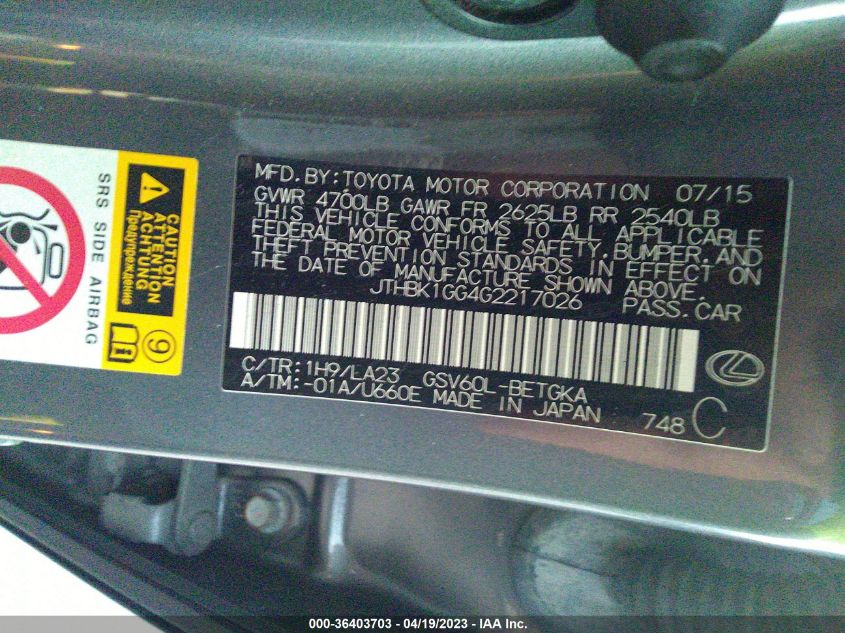 MFD. BY: TOYOTA MOTOR CORPORATION 07/15
GVWR 4700LB GAWR FR 2625LB RR 2540LB
THIS VEHICLE CONFORMS TO ALL APPLICABLE
FEDERAL MOTOR VEHICLE SAFETY, BUMPER, AND
THEFT PREVENTION STANDARDS IN EFFECT ON
THE DATE OF MANUFACTURE SHOWN ABOVE.
JTHBK1GG4G2217026 PASS.CAR
C/TR: 1H9/LA23 GSV60L-BETGKA
A/TM: -01A/U660E MADE IN JAPAN 748 C
SRS SIDE AIRBAG
CAUTION
ATTENTION
ACHTUNG
Предупреждение
9
000-36403703 - 04/19/2023 - IAA Inc.